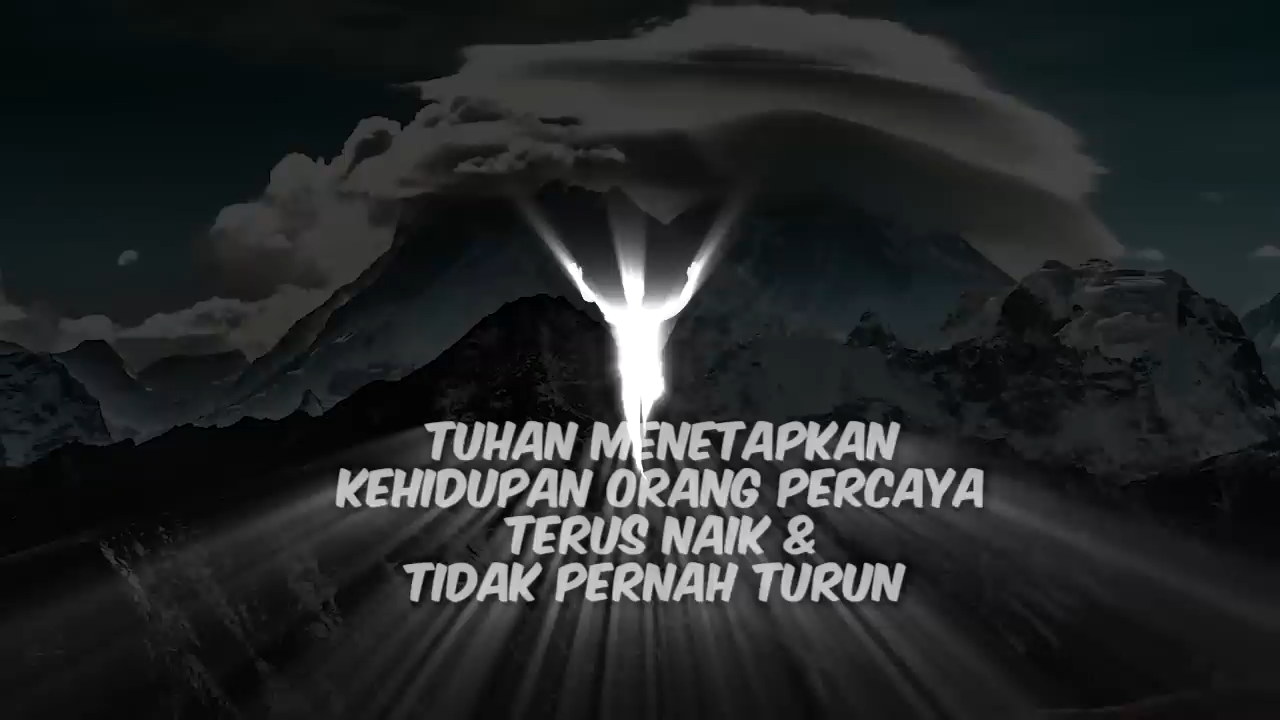 TUHAN MENETAPKAN
KEHIDUPAN ORANG PERCAYA
TERUS NAIK &
TIDAK PERNAH TURUN